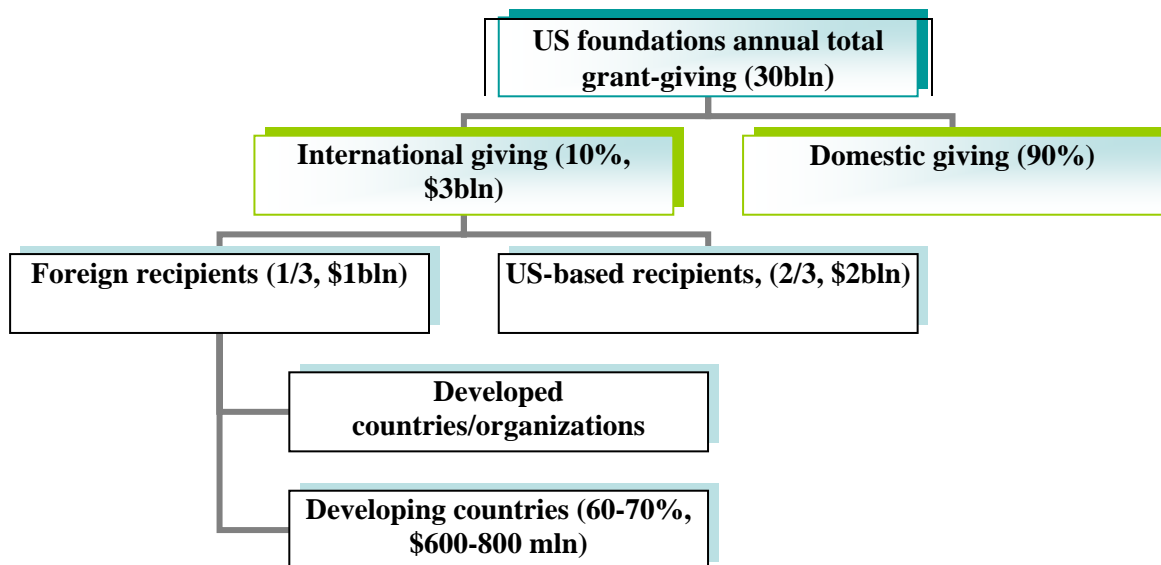 US foundations annual total
grant-giving (30bln)
International giving (10%,
$3bln)
Domestic giving (90%)
Foreign recipients (1/3, $1bln)
US-based recipients, (2/3, $2bln)
Developed
countries/organizations
Developing countries (60-70%,
$600-800 mln)